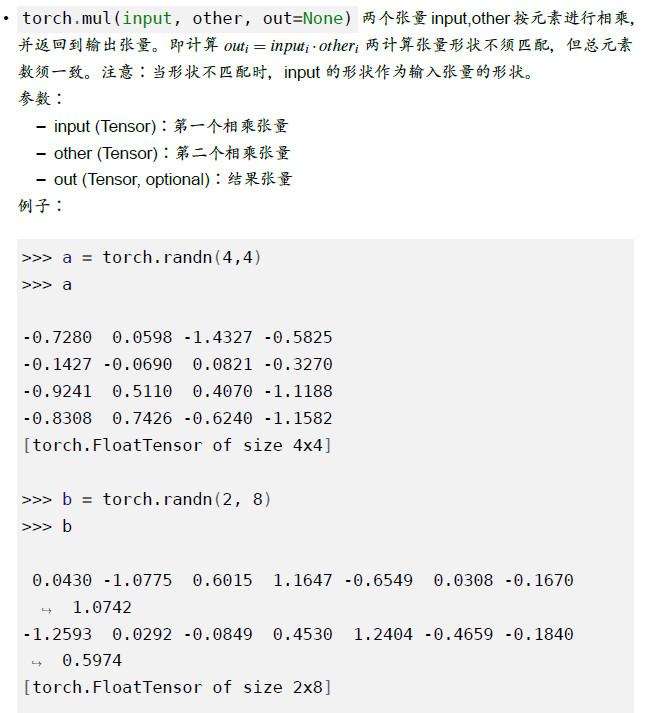 • torch.mul(input, other, out=None) 两个张量 input,other 按元素进行相乘,
并返回到输出张量。即计算 outᵢ = inputᵢ · otherᵢ 两计算张量形状不须匹配，但总元素
数须一致。注意：当形状不匹配时，input 的形状作为输入张量的形状。
参数：
– input (Tensor)：第一个相乘张量
– other (Tensor)：第二个相乘张量
– out (Tensor, optional)：结果张量
例子：
>>> a = torch.randn(4,4)
>>> a
-0.7280 0.0598 -1.4327 -0.5825
-0.1427 -0.0690 0.0821 -0.3270
-0.9241 0.5110 0.4070 -1.1188
-0.8308 0.7426 -0.6240 -1.1582
[torch.FloatTensor of size 4x4]
>>> b = torch.randn(2, 8)
>>> b
0.0430 -1.0775 0.6015 1.1647 -0.6549 0.0308 -0.1670
↪ 1.0742
-1.2593 0.0292 -0.0849 0.4530 1.2404 -0.4659 -0.1840
↪ 0.5974
[torch.FloatTensor of size 2x8]